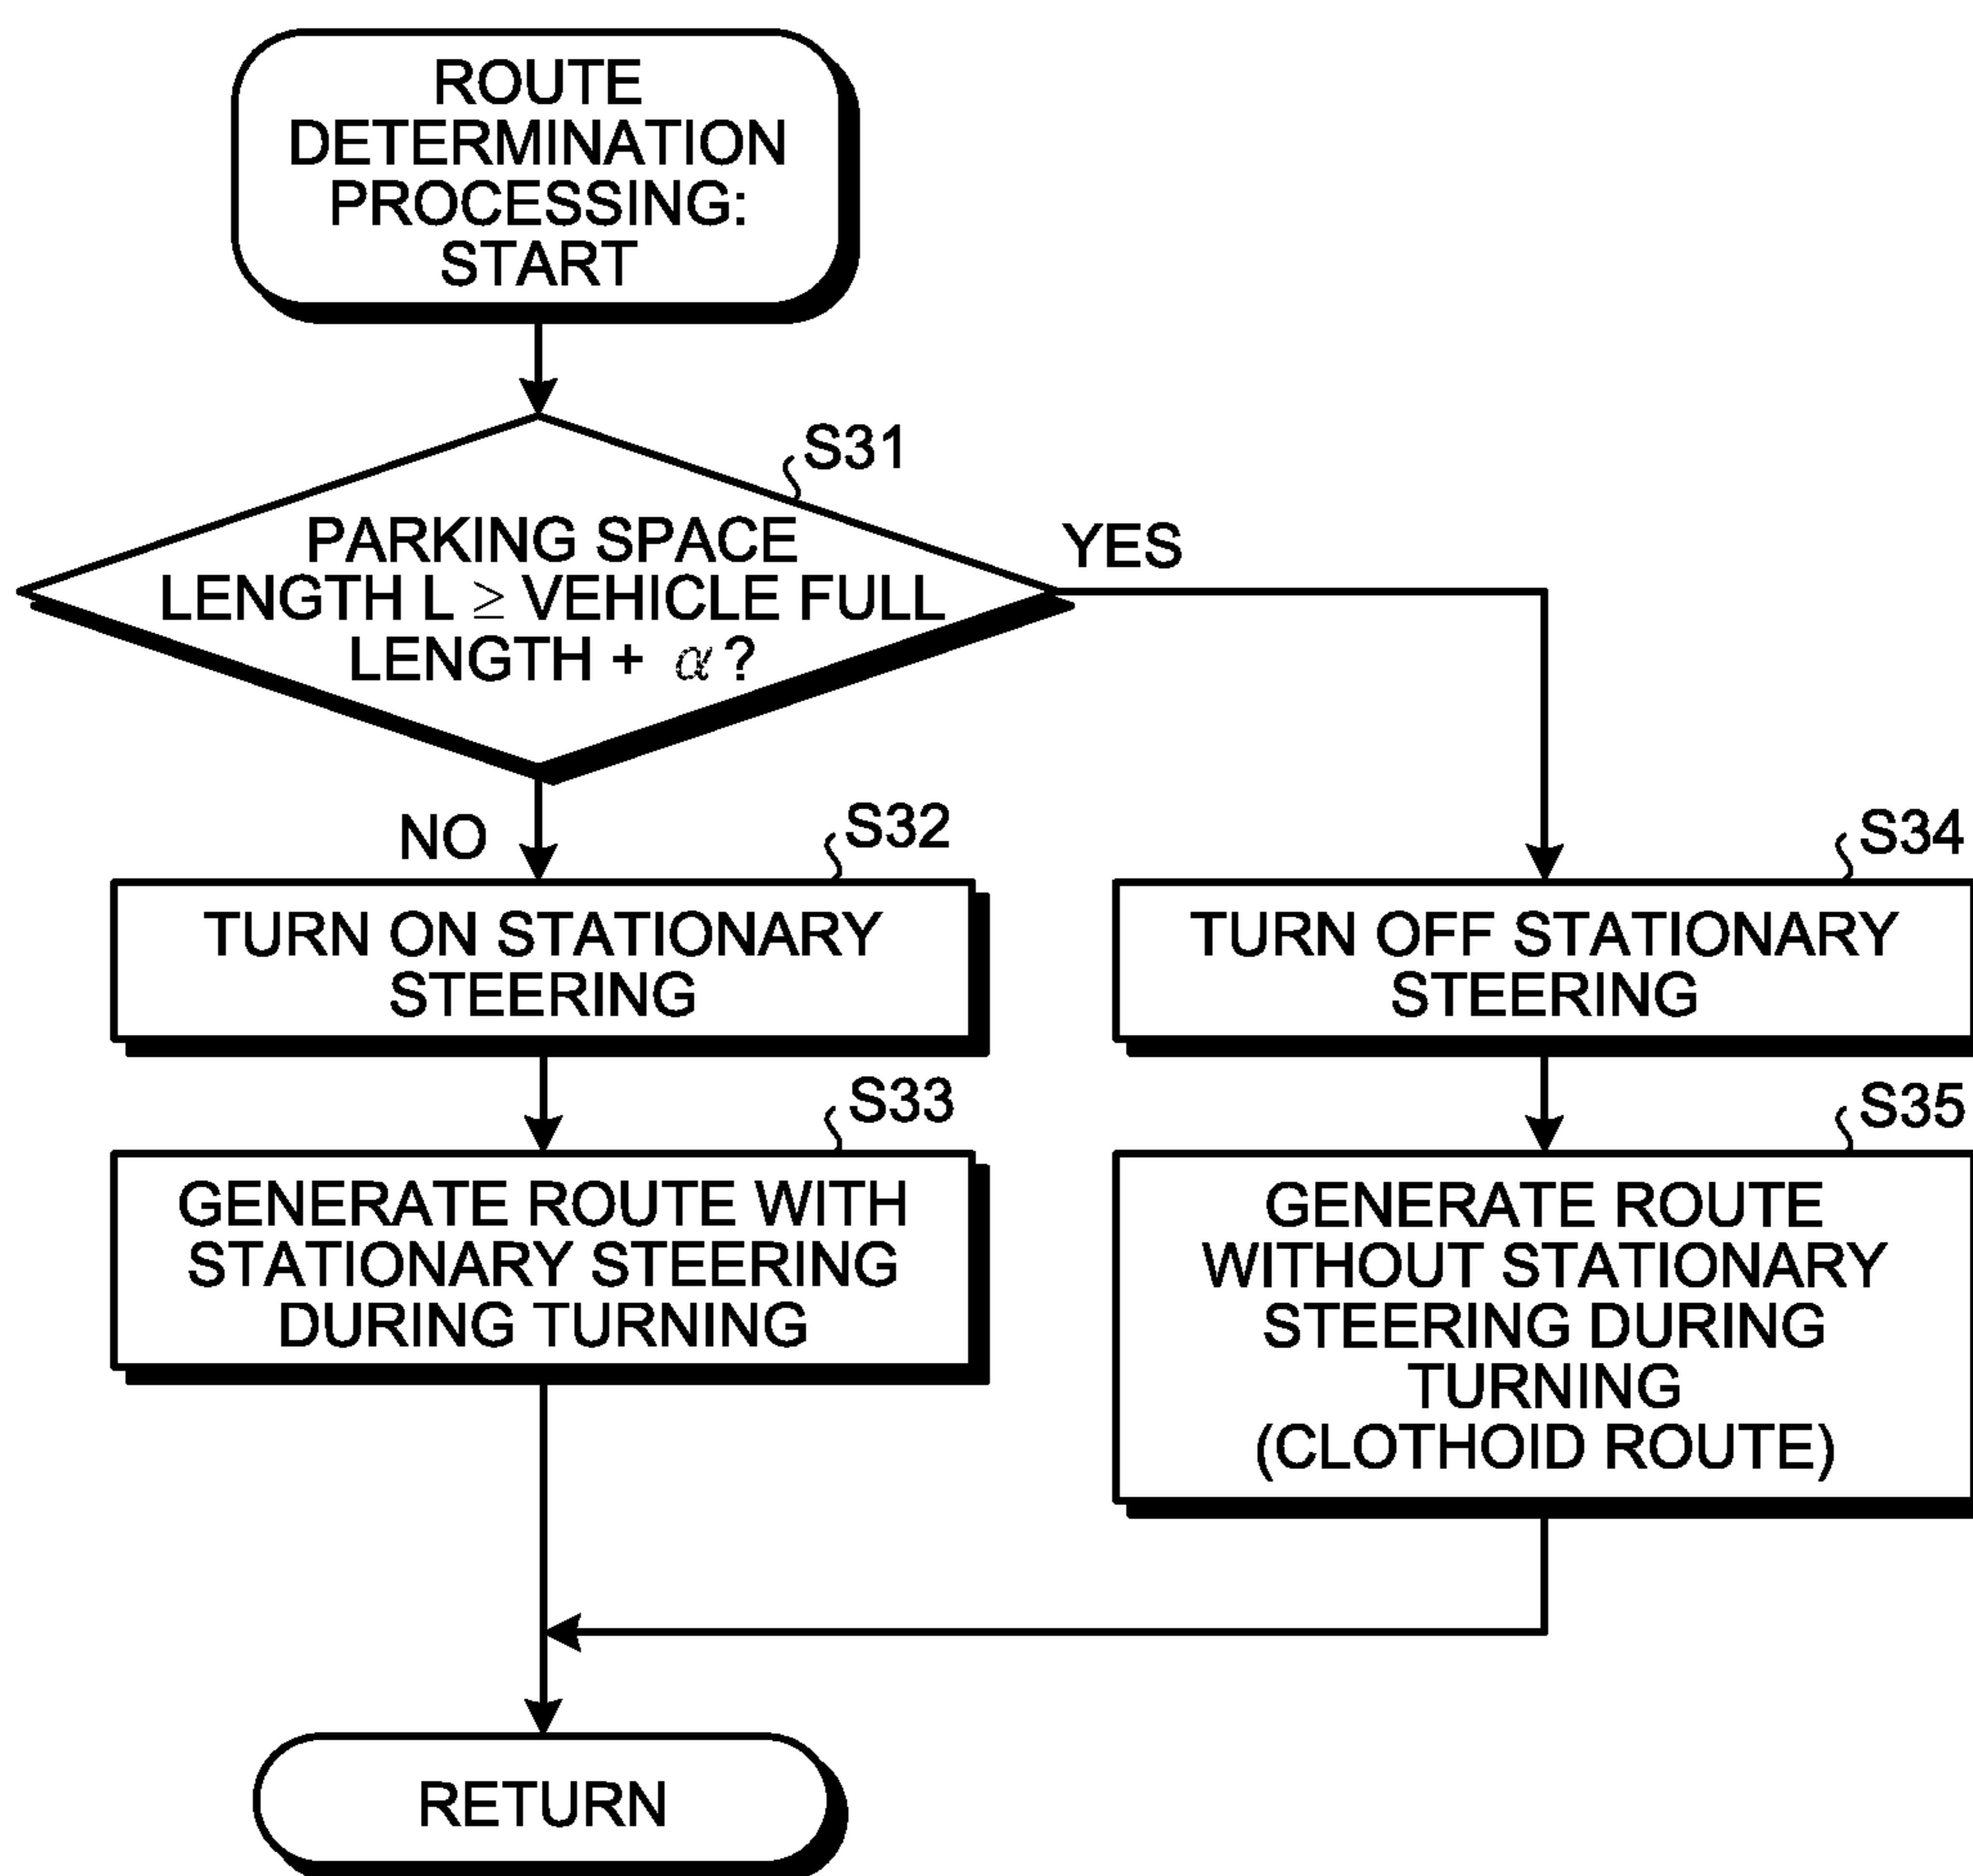 ROUTE
DETERMINATION
PROCESSING:
START
S31
PARKING SPACE
LENGTH L ≥ VEHICLE FULL
LENGTH + α ?
YES
NO
S32
TURN ON STATIONARY
STEERING
S33
GENERATE ROUTE WITH
STATIONARY STEERING
DURING TURNING
S34
TURN OFF STATIONARY
STEERING
S35
GENERATE ROUTE
WITHOUT STATIONARY
STEERING DURING
TURNING
(CLOTHOID ROUTE)
RETURN